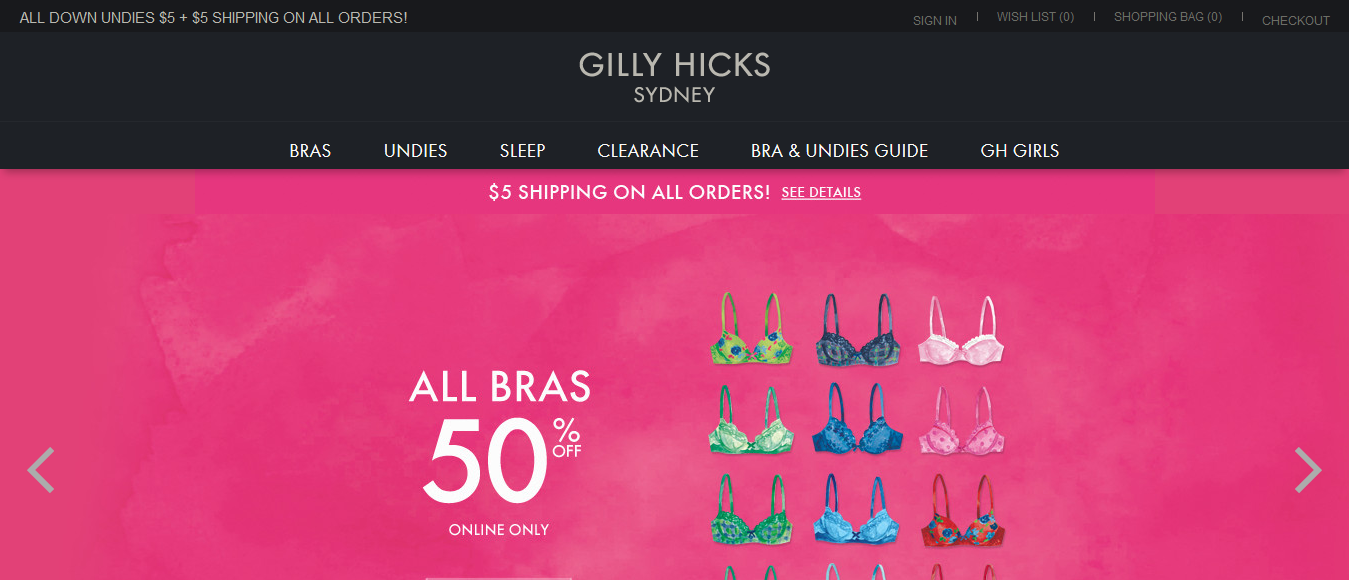 ALL DOWN UNDIES $5 + $5 SHIPPING ON ALL ORDERS!
SIGN IN | WISH LIST (0) | SHOPPING BAG (0) | CHECKOUT
GILLY HICKS
SYDNEY
BRAS UNDIES SLEEP CLEARANCE BRA & UNDIES GUIDE GH GIRLS
$5 SHIPPING ON ALL ORDERS! SEE DETAILS
ALL BRAS
50% OFF
ONLINE ONLY